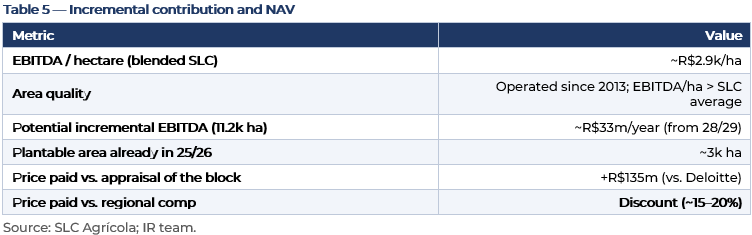 Table 5 — Incremental contribution and NAV
Metric Value
EBITDA / hectare (blended SLC) ~R$2.9k/ha
Area quality Operated since 2013; EBITDA/ha > SLC
average
Potential incremental EBITDA (11.2k ha) ~R$33m/year (from 28/29)
Plantable area already in 25/26 ~3k ha
Price paid vs. appraisal of the block +R$135m (vs. Deloitte)
Price paid vs. regional comp Discount (~15–20%)
Source: SLC Agrícola; IR team.